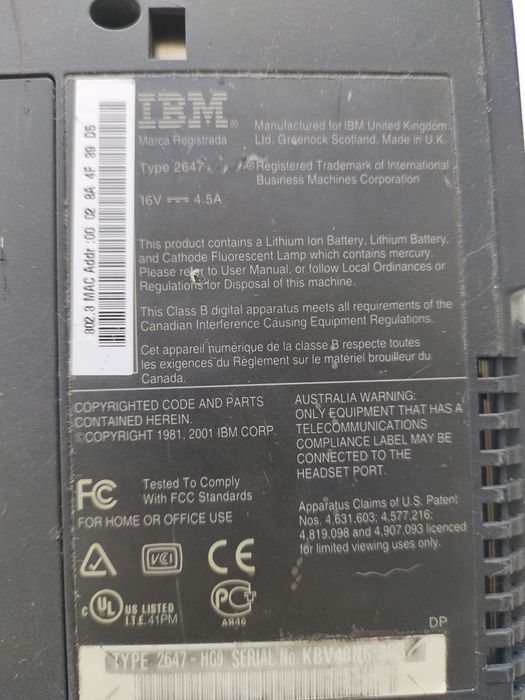 802.3 MAC Addr :00 02 8A 4F 89 D5
IBM®
Marca Registrada
Type 2647
16V 4.5A
Manufactured for IBM United Kingdom
Ltd. Greenock Scotland. Made in U.K.
®Registered Trademark of International
Business Machines Corporation
This product contains a Lithium Ion Battery, Lithium Battery,
and Cathode Fluorescent Lamp which contains mercury.
Please refer to User Manual, or follow Local Ordinances or
Regulations for Disposal of this machine.
This Class B digital apparatus meets all requirements of the
Canadian Interference Causing Equipment Regulations.
Cet appareil numérique de la classe B respecte toutes
les exigences du Règlement sur le matériel brouilleur du
Canada.
COPYRIGHTED CODE AND PARTS
CONTAINED HEREIN.
©COPYRIGHT 1981, 2001 IBM CORP.
AUSTRALIA WARNING:
ONLY EQUIPMENT THAT HAS A
TELECOMMUNICATIONS
COMPLIANCE LABEL MAY BE
CONNECTED TO THE
HEADSET PORT.
FC
Tested To Comply
With FCC Standards
FOR HOME OR OFFICE USE
Apparatus Claims of U.S. Patent
Nos. 4,631,603; 4,577,216;
4,819,098 and 4,907,093 licenced
for limited viewing uses only.
VCI
CE
C UL US LISTED
I.T.E. 41PM
PCT
AR46
DP
TYPE 2647-HG9 SERIAL No